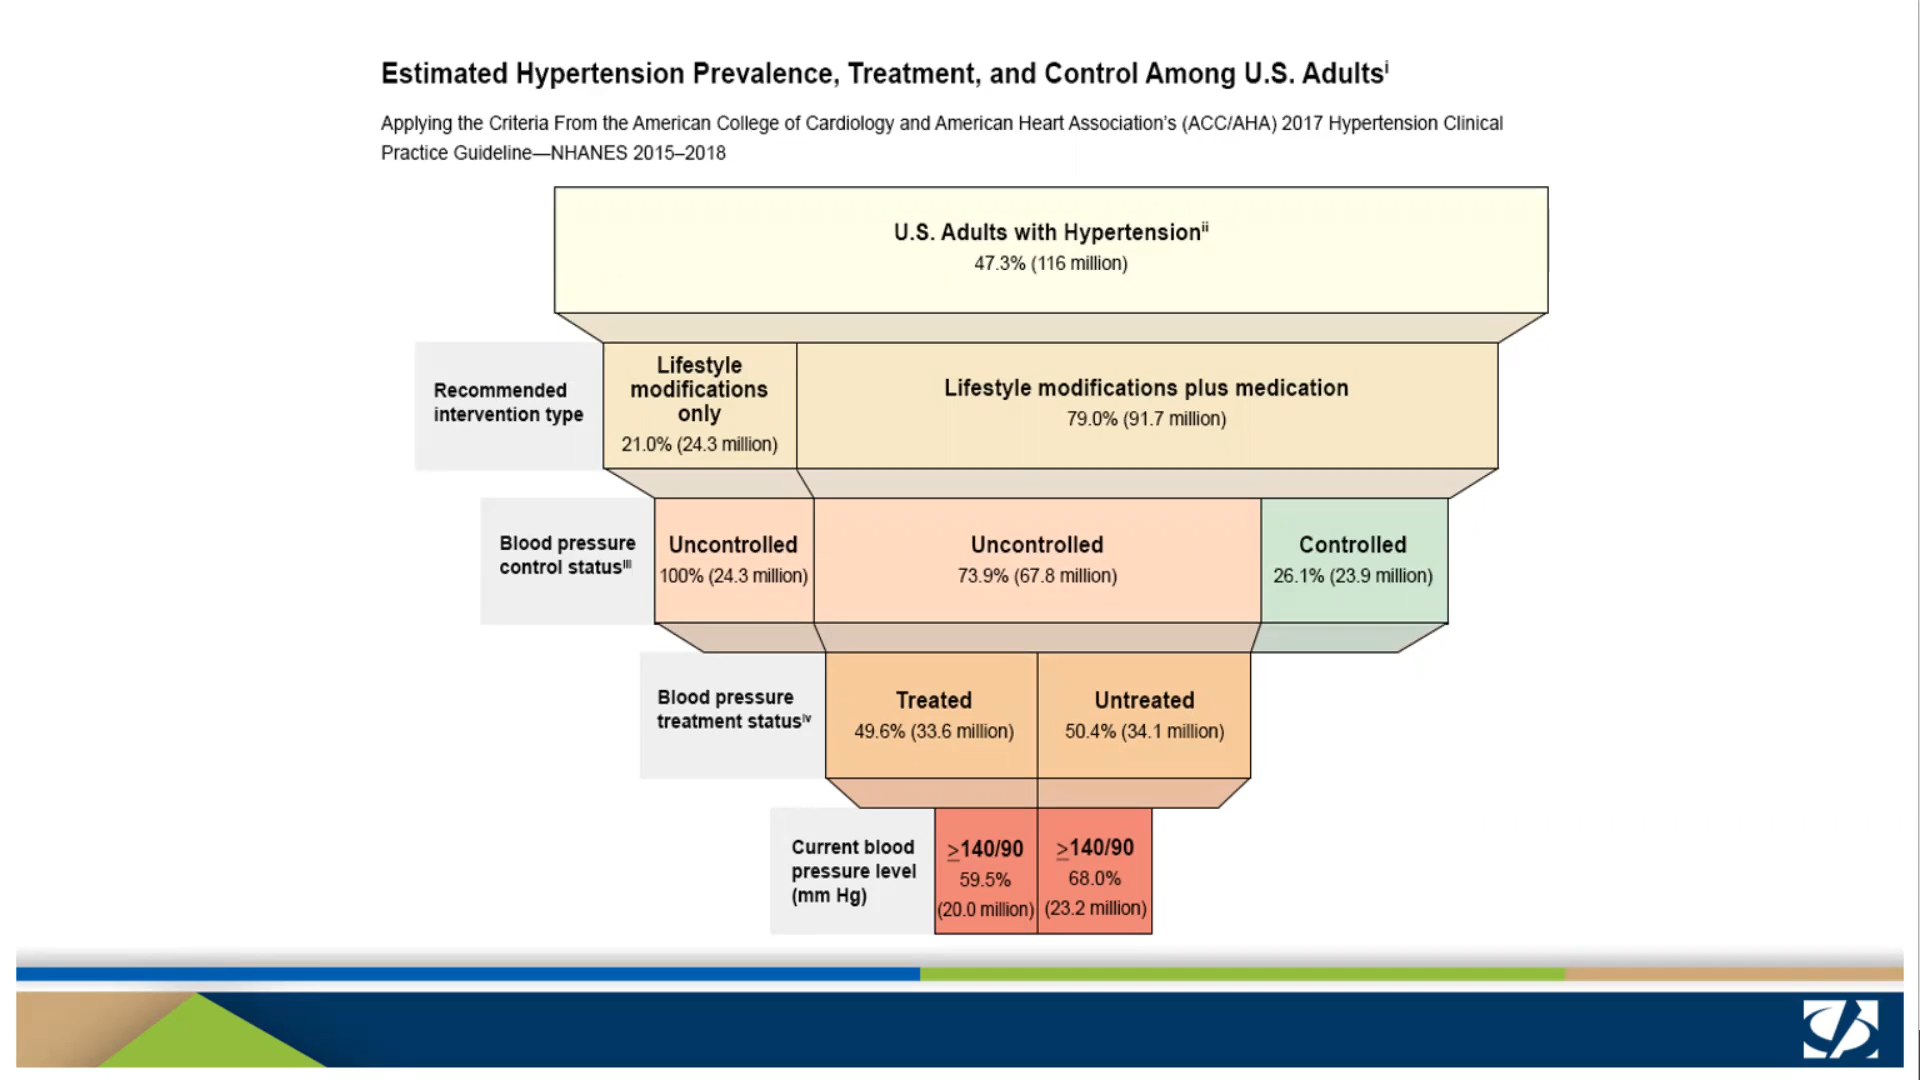 Estimated Hypertension Prevalence, Treatment, and Control Among U.S. Adultsⁱ
Applying the Criteria From the American College of Cardiology and American Heart Association's (ACC/AHA) 2017 Hypertension Clinical
Practice Guideline—NHANES 2015–2018
U.S. Adults with Hypertensionⁱⁱ
47.3% (116 million)
Recommended
intervention type
Lifestyle
modifications
only
21.0% (24.3 million)
Lifestyle modifications plus medication
79.0% (91.7 million)
Blood pressure
control statusⁱⁱⁱ
Uncontrolled
100% (24.3 million)
Uncontrolled
73.9% (67.8 million)
Controlled
26.1% (23.9 million)
Blood pressure
treatment statusⁱᵛ
Treated
49.6% (33.6 million)
Untreated
50.4% (34.1 million)
Current blood
pressure level
(mm Hg)
≥140/90
59.5%
(20.0 million)
≥140/90
68.0%
(23.2 million)